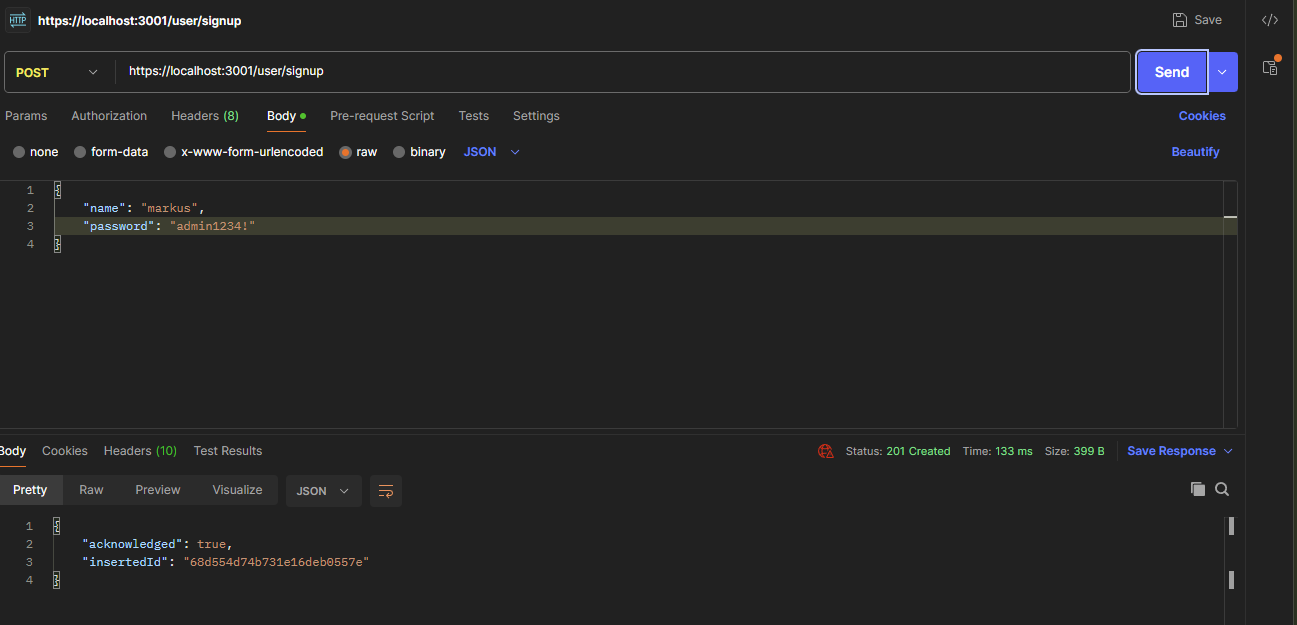 HTTP https://localhost:3001/user/signup Save </>
POST https://localhost:3001/user/signup Send
Params Authorization Headers (8) Body Pre-request Script Tests Settings Cookies
none form-data x-www-form-urlencoded raw binary JSON Beautify
1 {
2 "name": "markus",
3 "password": "admin1234!"
4 }
Body Cookies Headers (10) Test Results Status: 201 Created Time: 133 ms Size: 399 B Save Response
Pretty Raw Preview Visualize JSON
1 {
2 "acknowledged": true,
3 "insertedId": "68d554d74b731e16deb0557e"
4 }